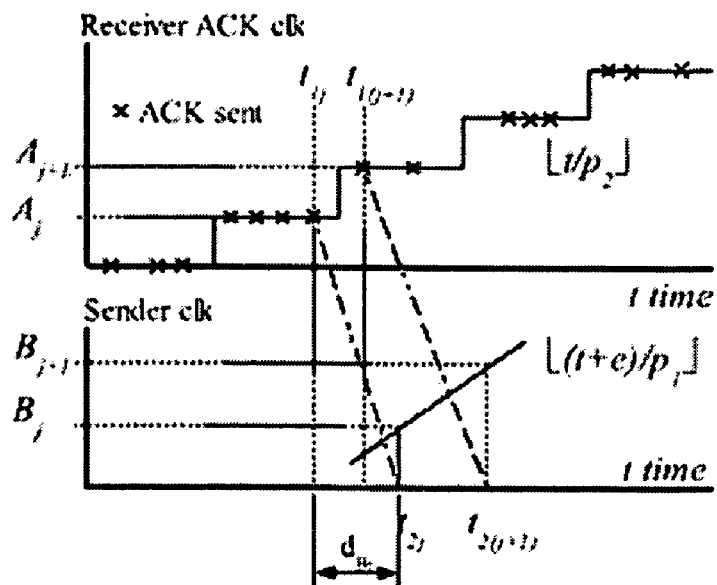 Receiver ACK clk
t_{1j} t_{1(j+1)}
× ACK sent
A_{j+1}
⌊t/p_2⌋
A_j
t time
Sender clk
B_{j+1}
⌊(t+e)/p_1⌋
B_j
t time
t_{2j} t_{2(j+1)}